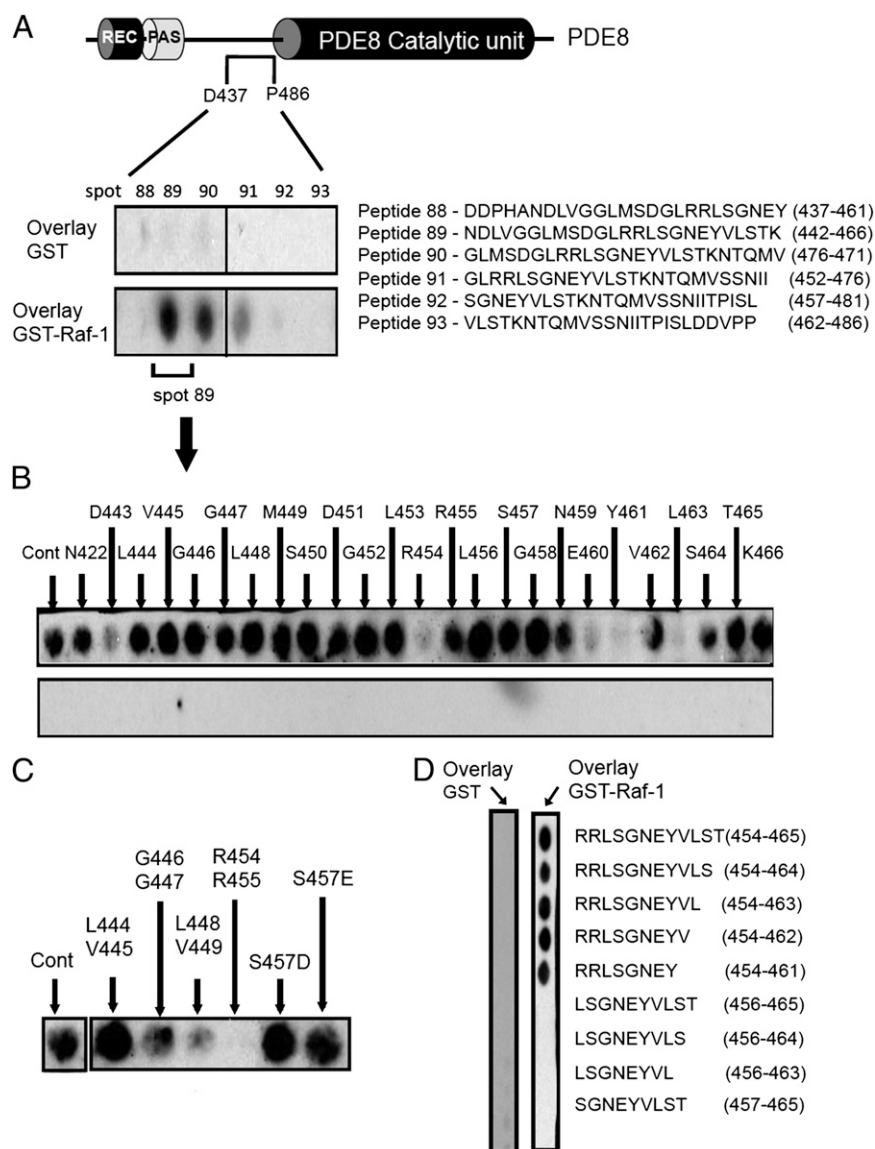 A
REC PAS PDE8 Catalytic unit PDE8
D437 P486
spot 88 89 90 91 92 93
Overlay
GST
Overlay
GST-Raf-1
Peptide 88 - DDPHANDLVGGLMSDGLRRLSGNEY (437-461)
Peptide 89 - NDLVGGLMSDGLRRLSGNEYVLSTK (442-466)
Peptide 90 - GLMSDGLRRLSGNEYVLSTKNTQMV (476-471)
Peptide 91 - GLRRLSGNEYVLSTKNTQMVSSNII (452-476)
Peptide 92 - SGNEYVLSTKNTQMVSSNIITPISL (457-481)
Peptide 93 - VLSTKNTQMVSSNIITPISLDDVPP (462-486)
spot 89
B
D443 V445 G447 M449 D451 L453 R455 S457 N459 Y461 L463 T465
Cont N422 L444 G446 L448 S450 G452 R454 L456 G458 E460 V462 S464 K466
C
G446 R454
G447 R455 S457E
L444 L448
V445 V449
Cont S457D
D
Overlay
GST
Overlay
GST-Raf-1
RRLSGNEYVLST(454-465)
RRLSGNEYVLS (454-464)
RRLSGNEYVL (454-463)
RRLSGNEYV (454-462)
RRLSGNEY (454-461)
LSGNEYVLST (456-465)
LSGNEYVLS (456-464)
LSGNEYVL (456-463)
SGNEYVLST (457-465)